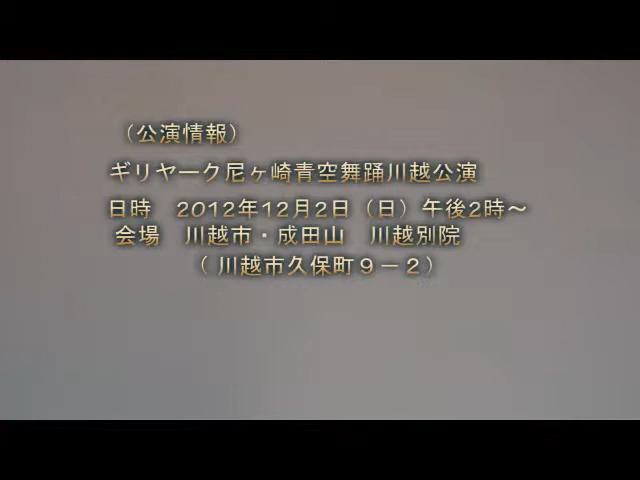 （公演情報）
ギリヤーク尼ヶ崎青空舞踊川越公演
日時　2012年12月2日（日）午後2時～
会場　川越市・成田山　川越別院
（川越市久保町９－２）